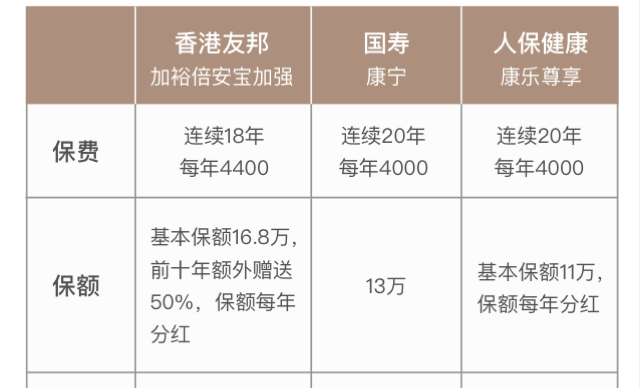 香港友邦
加裕倍安宝加强
国寿
康宁
人保健康
康乐尊享
保费
连续18年
每年4400
连续20年
每年4000
连续20年
每年4000
保额
基本保额16.8万,
前十年额外赠送
50%，保额每年
分红
13万
基本保额11万,
保额每年分红